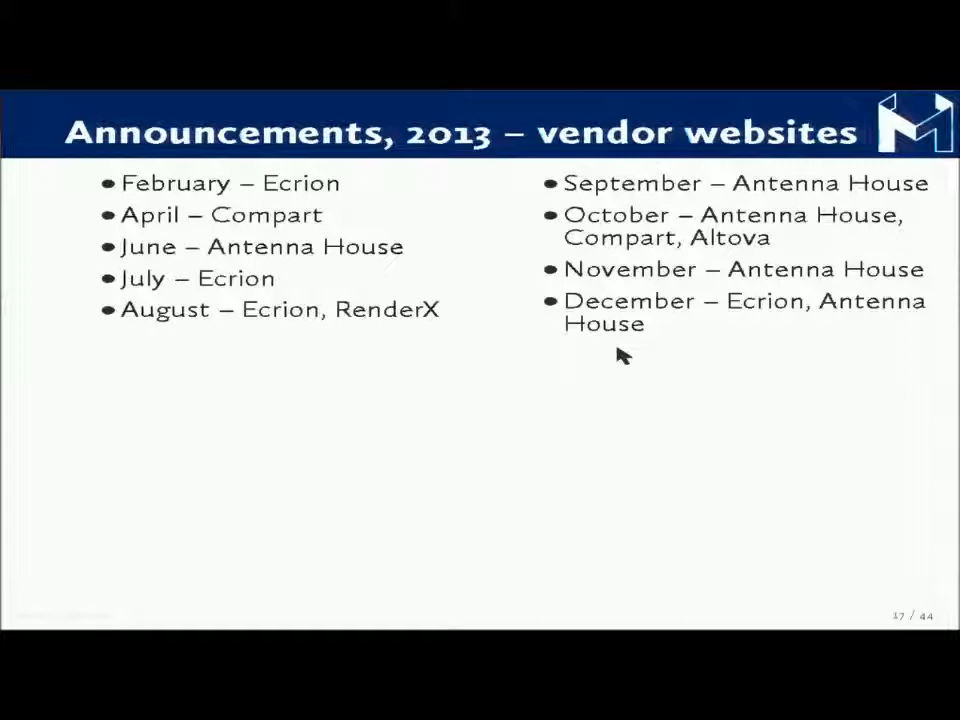 Announcements, 2013 – vendor websites
• February – Ecrion
• April – Compart
• June – Antenna House
• July – Ecrion
• August – Ecrion, RenderX
• September – Antenna House
• October – Antenna House,
Compart, Altova
• November – Antenna House
• December – Ecrion, Antenna
House
17 / 44